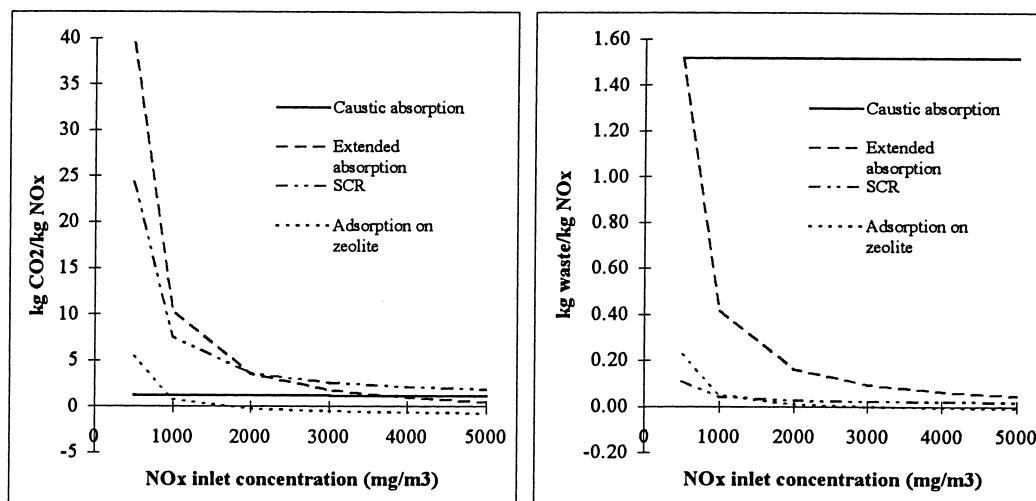 40
35
30
25
20
15
10
5
0
-5
kg CO2/kg NOx
Caustic absorption
Extended
absorption
SCR
Adsorption on
zeolite
0 1000 2000 3000 4000 5000
NOx inlet concentration (mg/m3)
1.60
1.40
1.20
1.00
0.80
0.60
0.40
0.20
0.00
-0.20
kg waste/kg NOx
Caustic absorption
Extended
absorption
SCR
Adsorption on
zeolite
0 1000 2000 3000 4000 5000
NOx inlet concentration (mg/m3)